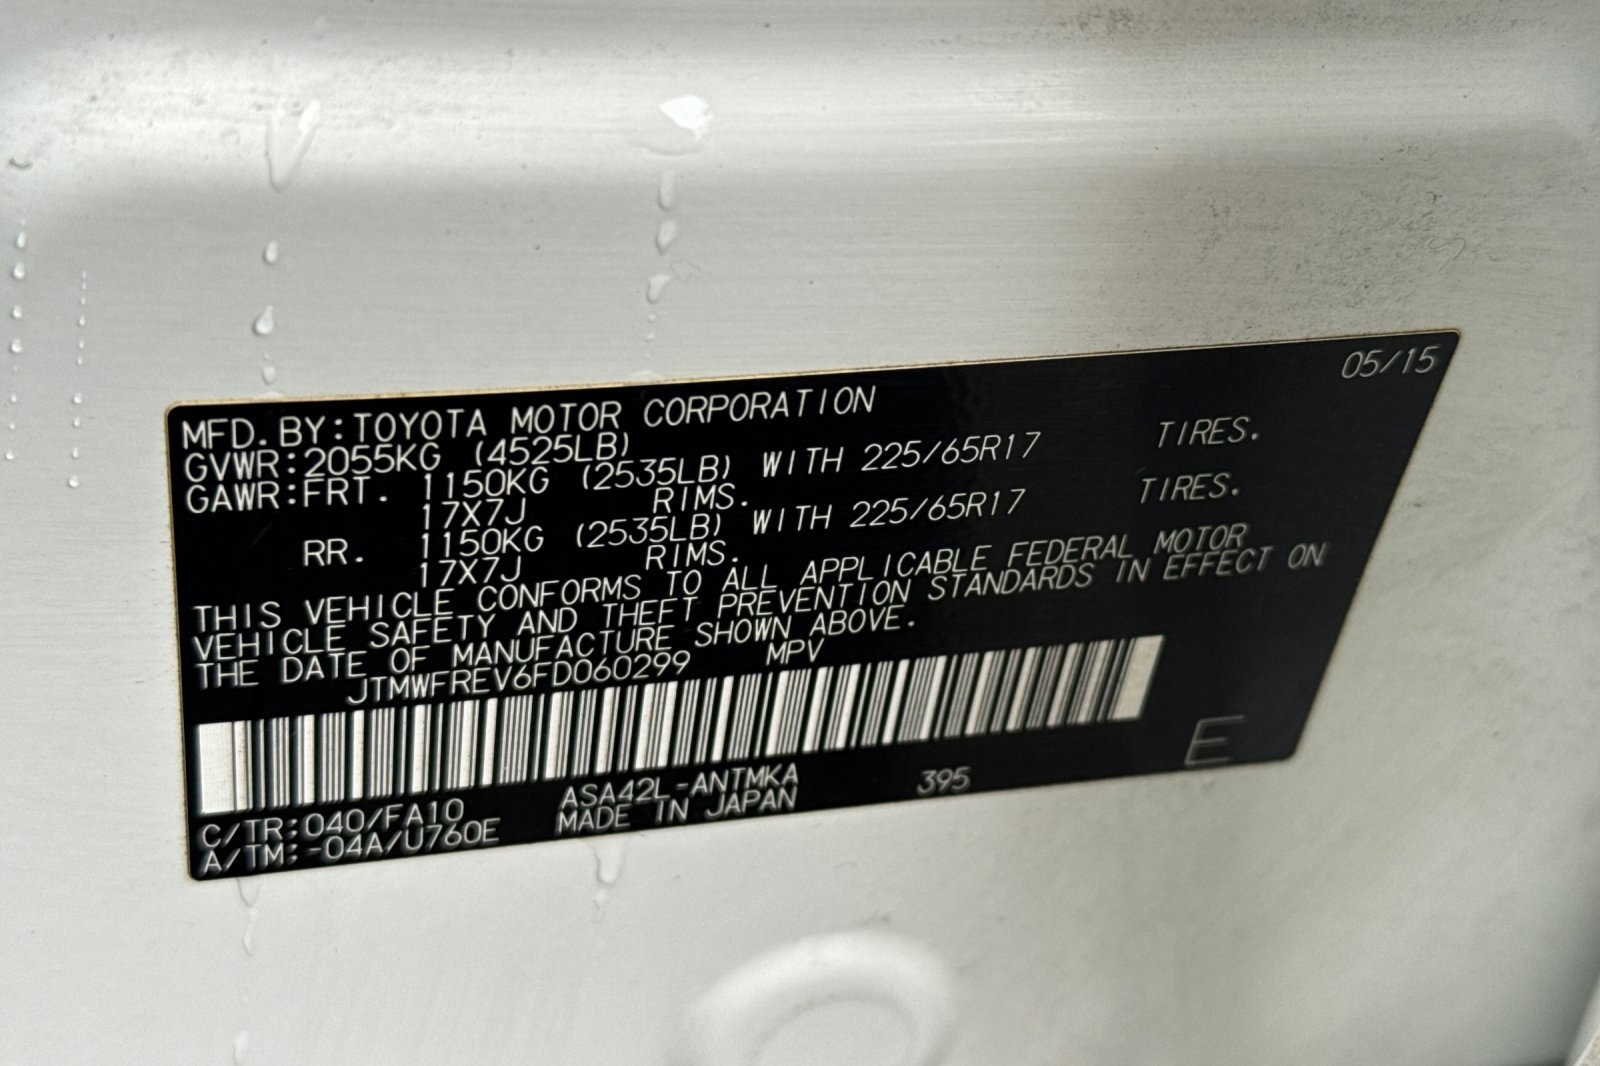 05/15
MFD. BY: TOYOTA MOTOR CORPORATION
GVWR: 2055KG (4525LB)
GAWR: FRT. 1150KG (2535LB) WITH 225/65R17 TIRES.
17X7J RIMS.
RR. 1150KG (2535LB) WITH 225/65R17 TIRES.
17X7J RIMS.
THIS VEHICLE CONFORMS TO ALL APPLICABLE FEDERAL MOTOR
VEHICLE SAFETY AND THEFT PREVENTION STANDARDS IN EFFECT ON
THE DATE OF MANUFACTURE SHOWN ABOVE.
JTMWFREV6FD060299 MPV
E
C/TR: 040/FA10 ASA42L-ANTMKA 395
A/TM: -04A/U760E MADE IN JAPAN